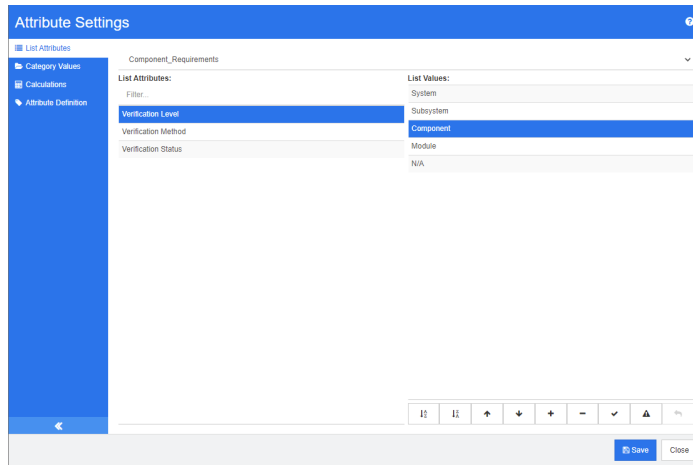 Attribute Settings
List Attributes
Category Values
Calculations
Attribute Definition
Component_Requirements
List Attributes:
Filter...
Verification Level
Verification Method
Verification Status
List Values:
System
Subsystem
Component
Module
N/A
Save
Close